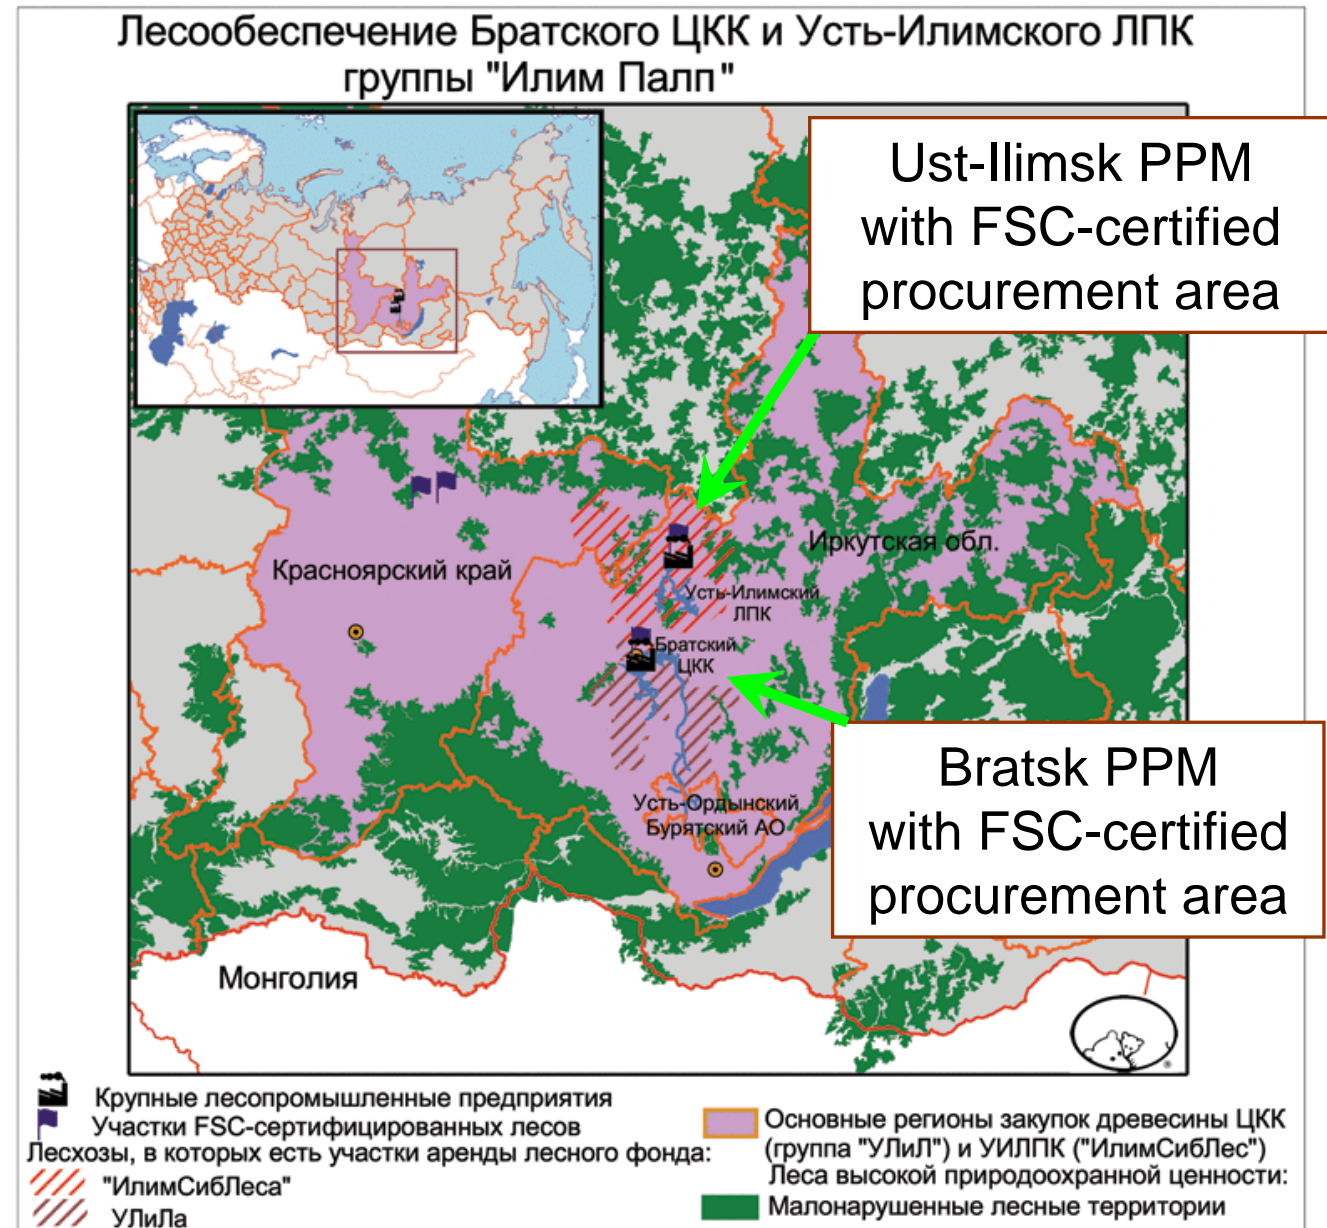 Лесообеспечение Братского ЦКК и Усть-Илимского ЛПК
группы "Илим Палп"
Ust-Ilimsk PPM
with FSC-certified
procurement area
Иркутская обл.
Красноярский край
Усть-Илимский
ЛПК
Братский
ЦКК
Bratsk PPM
with FSC-certified
procurement area
Усть-Ордынский
Бурятский АО
Монголия
Крупные лесопромышленные предприятия
Участки FSC-сертифицированных лесов
Лесхозы, в которых есть участки аренды лесного фонда:
"ИлимСибЛеса"
УЛиЛа
Основные регионы закупок древесины ЦКК
(группа "УЛиЛ") и УИЛПК ("ИлимСибЛес")
Леса высокой природоохранной ценности:
Малонарушенные лесные территории